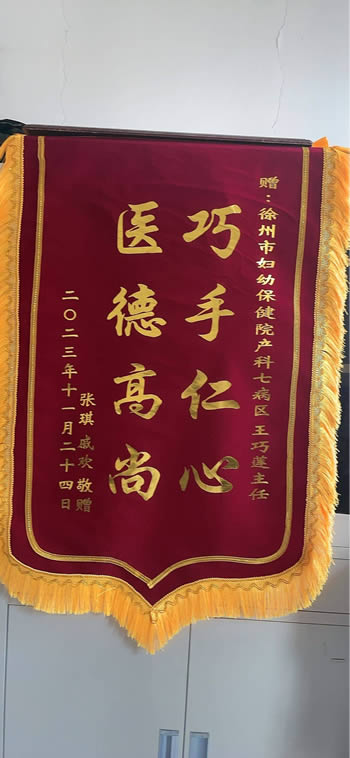 赠：徐州市妇幼保健院产科七病区王巧莲主任
巧手仁心
医德高尚
张琪 戚欢 敬赠
二〇二三年十一月二十四日